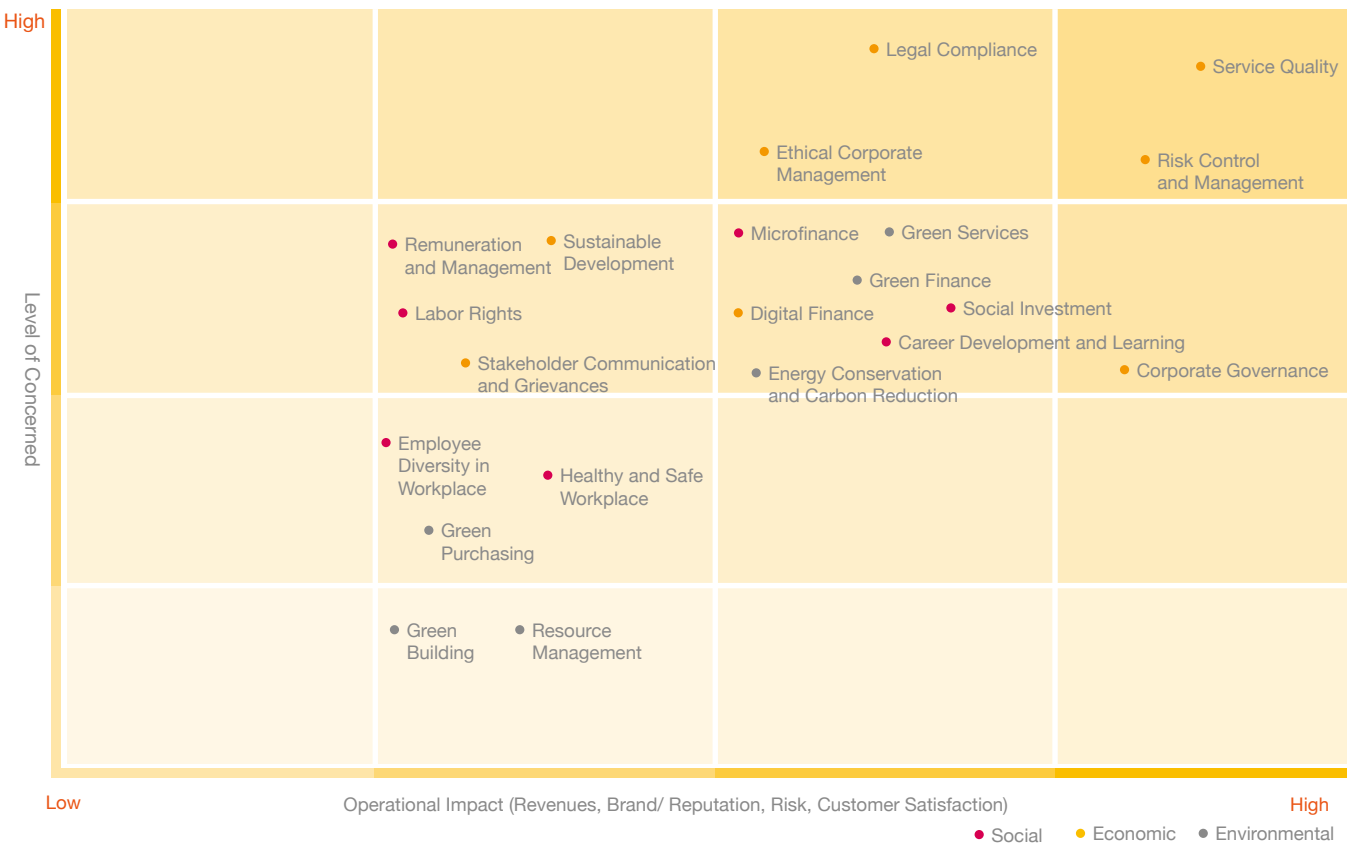 High
Legal Compliance
Service Quality
Ethical Corporate
Management
Risk Control
and Management
Remuneration
and Management
Sustainable
Development
Microfinance
Green Services
Green Finance
Labor Rights
Digital Finance
Social Investment
Career Development and Learning
Stakeholder Communication
and Grievances
Energy Conservation
and Carbon Reduction
Corporate Governance
Level of Concerned
Employee
Diversity in
Workplace
Healthy and Safe
Workplace
Green
Purchasing
Green
Building
Resource
Management
Low
Operational Impact (Revenues, Brand/ Reputation, Risk, Customer Satisfaction)
High
Social
Economic
Environmental